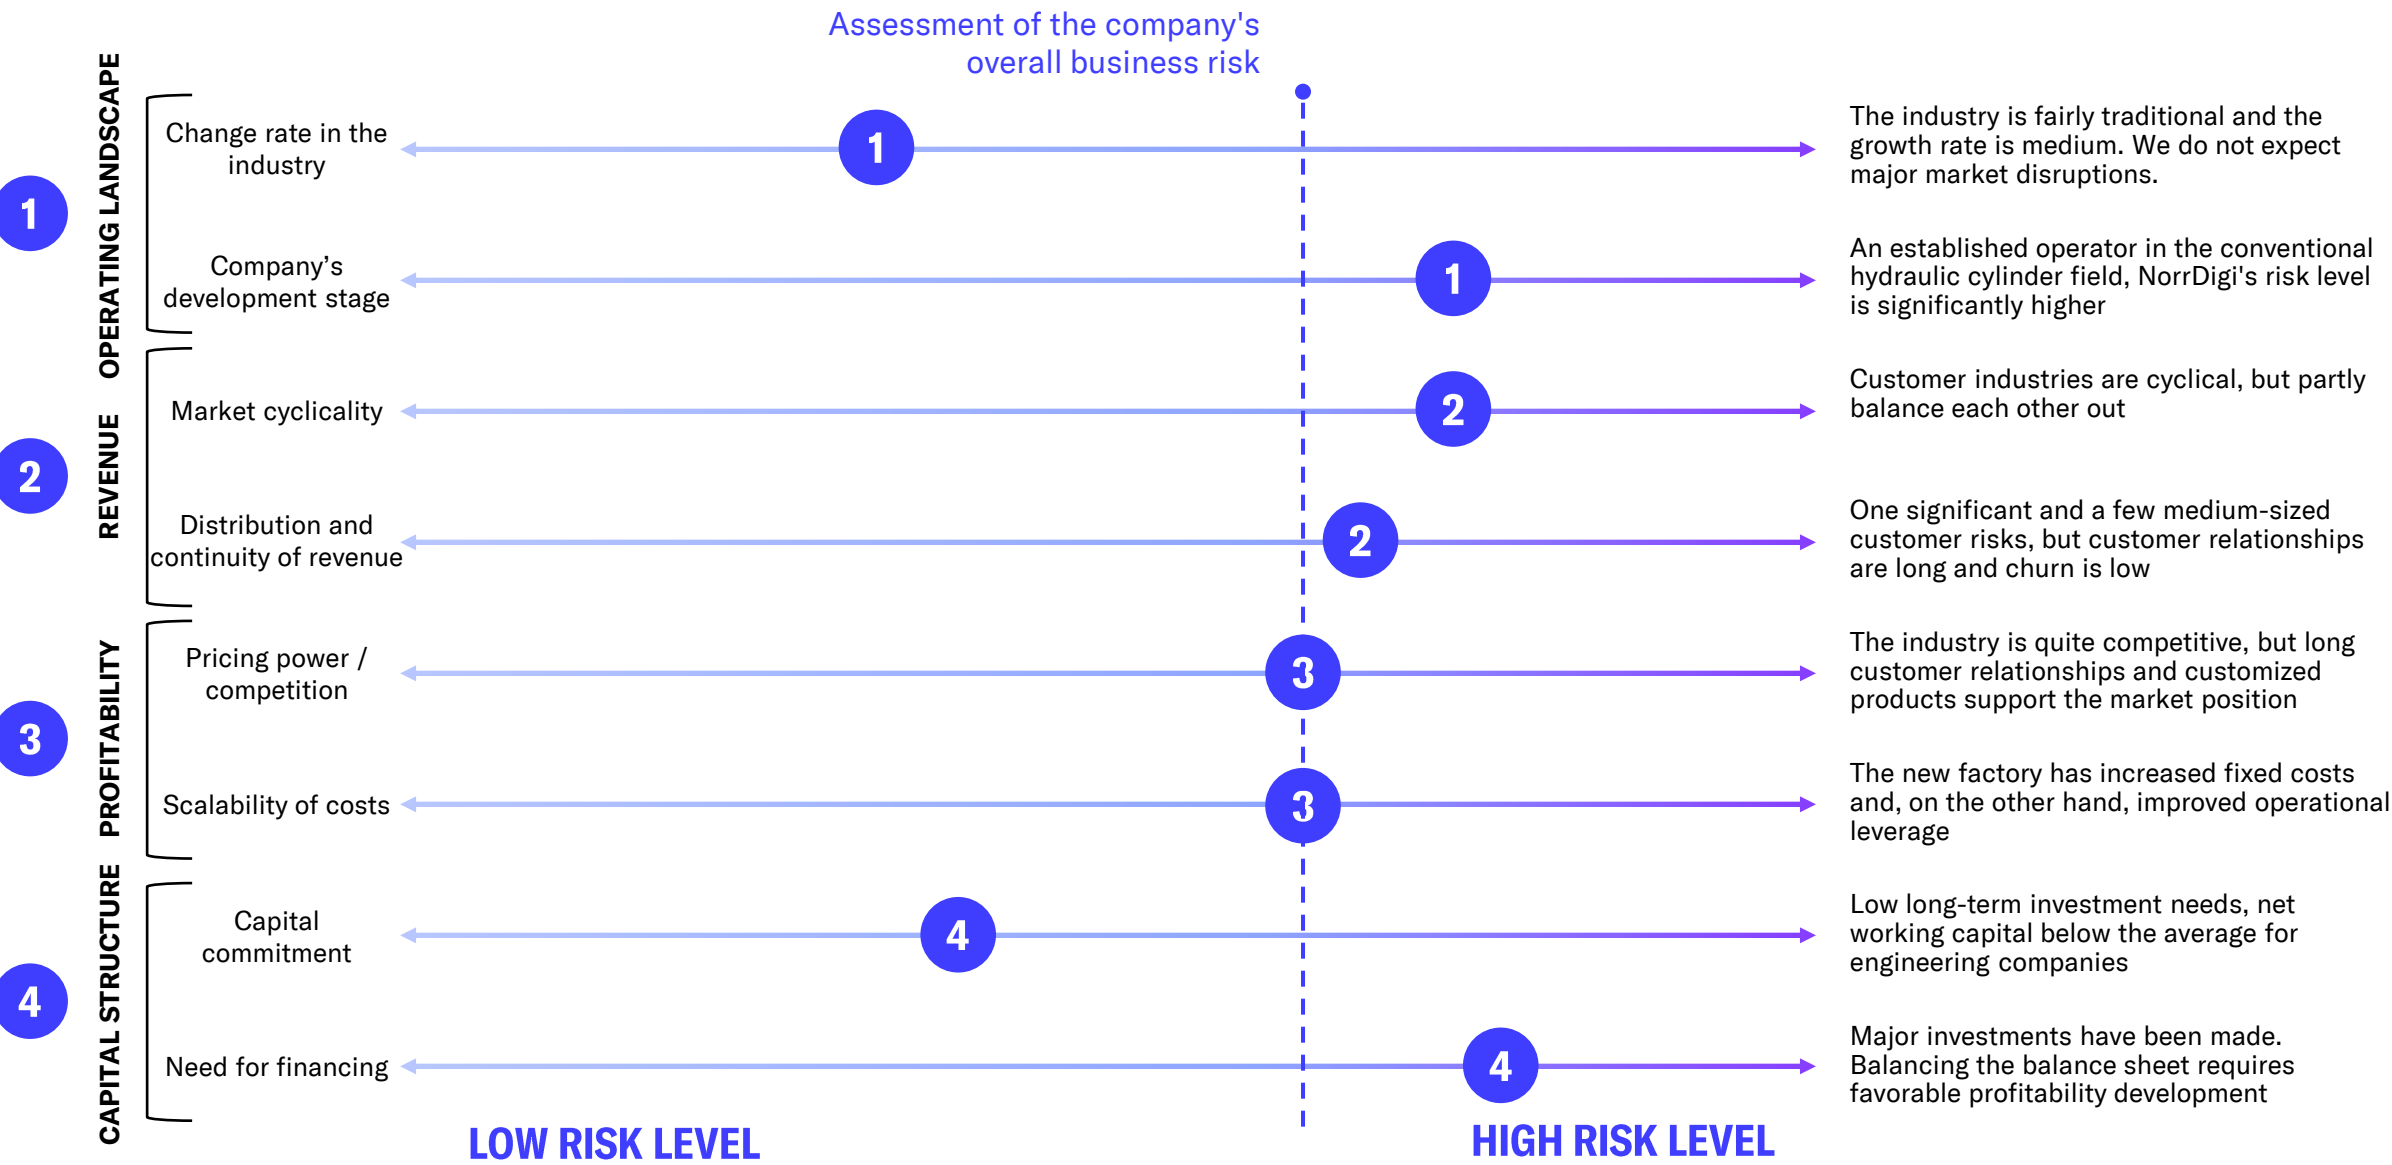 Assessment of the company's
overall business risk
1
OPERATING LANDSCAPE
Change rate in the
industry
1
The industry is fairly traditional and the
growth rate is medium. We do not expect
major market disruptions.
Company’s
development stage
1
An established operator in the conventional
hydraulic cylinder field, NorrDigi's risk level
is significantly higher
2
REVENUE
Market cyclicality
2
Customer industries are cyclical, but partly
balance each other out
Distribution and
continuity of revenue
2
One significant and a few medium-sized
customer risks, but customer relationships
are long and churn is low
3
PROFITABILITY
Pricing power /
competition
3
The industry is quite competitive, but long
customer relationships and customized
products support the market position
Scalability of costs
3
The new factory has increased fixed costs
and, on the other hand, improved operational
leverage
4
CAPITAL STRUCTURE
Capital
commitment
4
Low long-term investment needs, net
working capital below the average for
engineering companies
Need for financing
4
Major investments have been made.
Balancing the balance sheet requires
favorable profitability development
LOW RISK LEVEL
HIGH RISK LEVEL